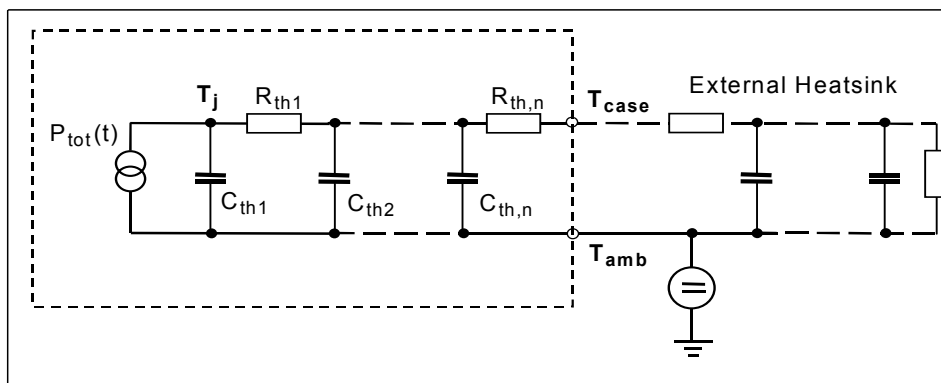 External Heatsink
T_j R_th1 R_th,n T_case
P_tot(t)
C_th1 C_th2 C_th,n
T_amb